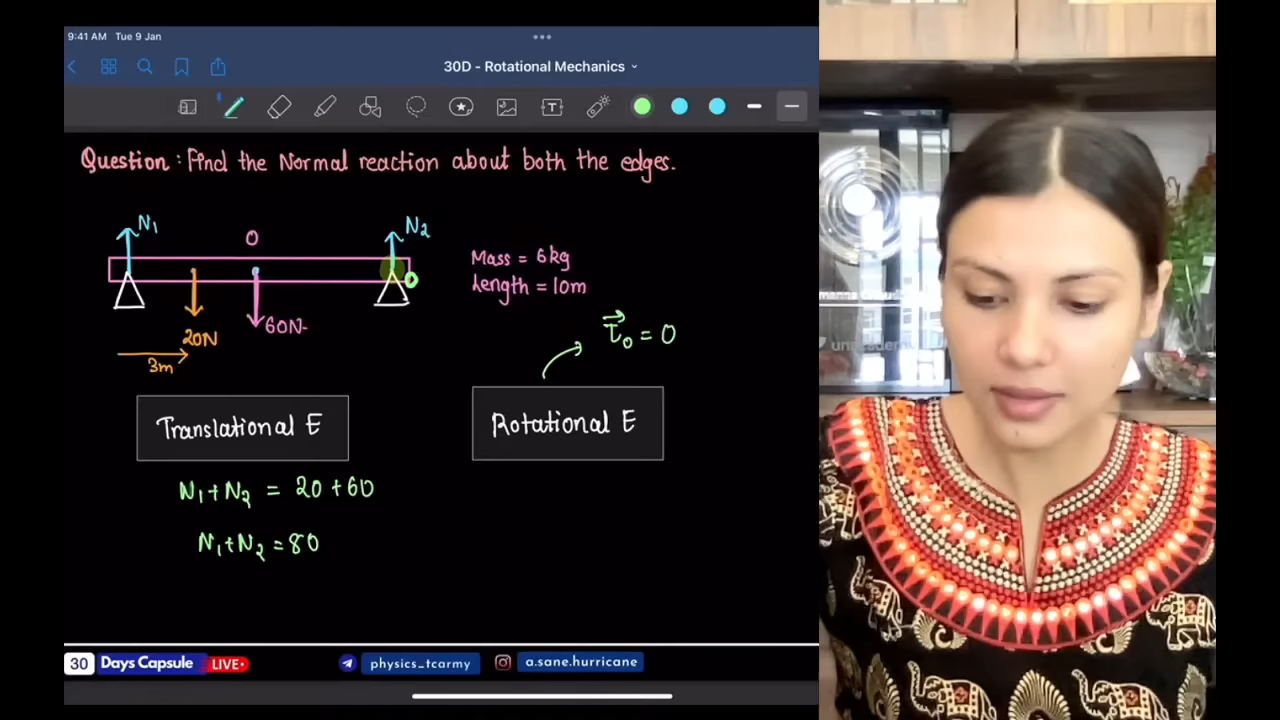 9:41 AM Tue 9 Jan
30D - Rotational Mechanics
Question: Find the Normal reaction about both the edges.
N₁
O
N₂
Mass = 6kg
Length = 10m
O
20N
60N
3m
τ⃗₀ = 0
Translational E
Rotational E
N₁+N₂ = 20+60
N₁+N₂ = 80
30 Days Capsule LIVE
physics_tcarmy
a.sane.hurricane